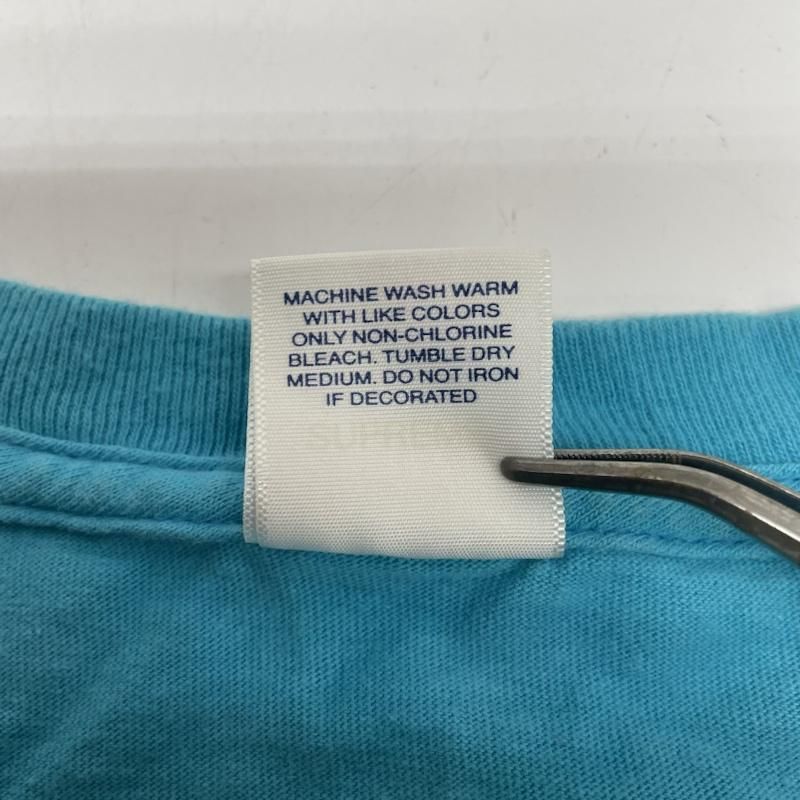 MACHINE WASH WARM
WITH LIKE COLORS
ONLY NON-CHLORINE
BLEACH. TUMBLE DRY
MEDIUM. DO NOT IRON
IF DECORATED